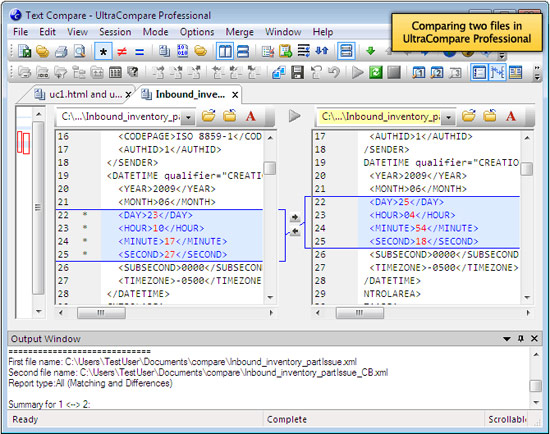 Text Compare - UltraCompare Professional
Comparing two files in
UltraCompare Professional
File Edit View Session Mode Options Merge Window Help
uc1.html and u... Inbound_inve...
C:\...\Inbound_inventory_pa
C:\...\Inbound_inventory_pa
16 <CODEPAGE>ISO 8859-1</COD
17 <AUTHID>1</AUTHID>
18 </SENDER>
19 <DATETIME qualifier="CREATIO
20 <YEAR>2009</YEAR>
21 <MONTH>06</MONTH>
22 * <DAY>23</DAY>
23 * <HOUR>10</HOUR>
24 * <MINUTE>17</MINUTE>
25 * <SECOND>27</SECOND>
26 <SUBSECOND>0000</SUBSECON
27 <TIMEZONE>-0500</TIMEZONE
28 </DATETIME>
17 <AUTHID>1</AUTHID>
18 /SENDER>
19 DATETIME qualifier="CREATION
20 <YEAR>2009</YEAR>
21 <MONTH>06</MONTH>
22 <DAY>25</DAY>
23 <HOUR>04</HOUR>
24 <MINUTE>54</MINUTE>
25 <SECOND>18</SECOND>
26 <SUBSECOND>0000</SUBSECOND
27 <TIMEZONE>-0500</TIMEZONE>
28 /DATETIME>
29 NTROLAREA>
Output Window
=============================
First file name: C:\Users\TestUser\Documents\compare\Inbound_inventory_partIssue.xml
Second file name: C:\Users\TestUser\Documents\compare\Inbound_inventory_partIssue_CB.xml
Report type:All (Matching and Differences)
Summary for 1 <--> 2:
Ready Complete Scrollabl